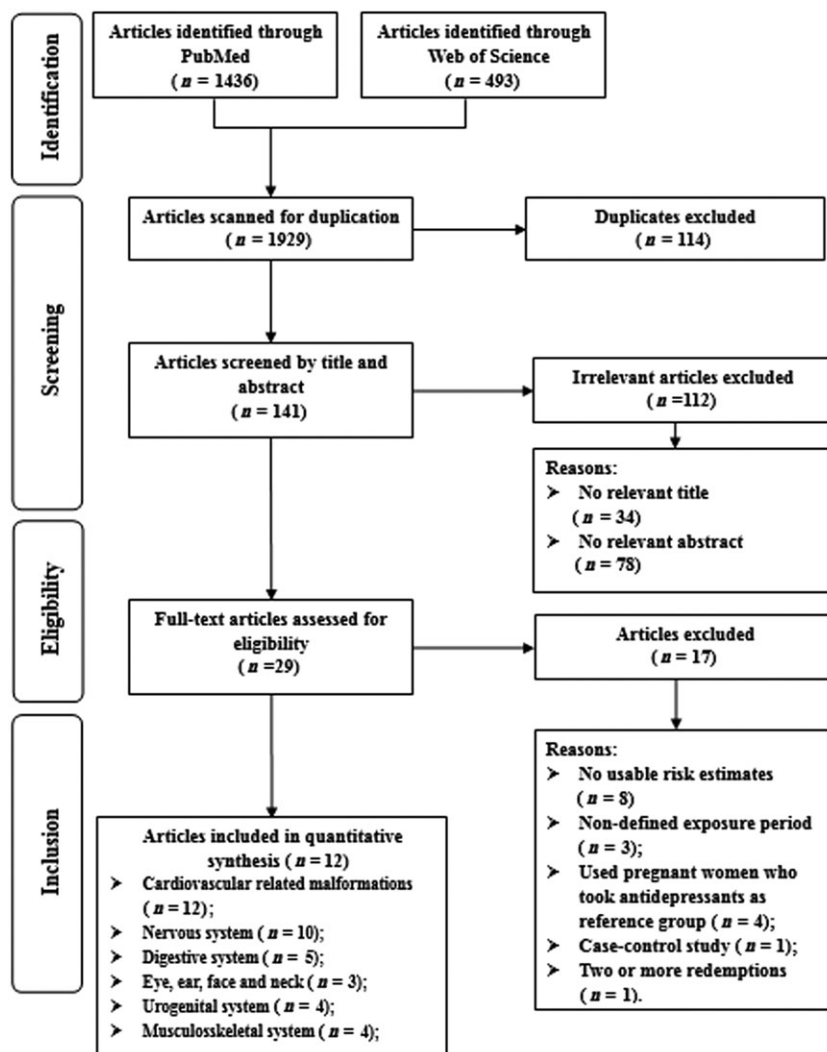 Identification
Articles identified through
PubMed
( n = 1436)
Articles identified through
Web of Science
( n = 493)
Screening
Articles scanned for duplication
( n = 1929)
Duplicates excluded
( n = 114)
Articles screened by title and
abstract
( n = 141)
Irrelevant articles excluded
( n =112)
Reasons:
➤ No relevant title
( n = 34)
➤ No relevant abstract
( n = 78)
Eligibility
Full-text articles assessed for
eligibility
( n =29)
Articles excluded
( n = 17)
Reasons:
➤ No usable risk estimates
( n = 8)
➤ Non-defined exposure period
( n = 3);
➤ Used pregnant women who
took antidepressants as
reference group ( n = 4);
➤ Case-control study ( n = 1);
➤ Two or more redemptions
( n = 1).
Inclusion
Articles included in quantitative
synthesis ( n = 12)
➤ Cardiovascular related malformations
( n = 12);
➤ Nervous system ( n = 10);
➤ Digestive system ( n = 5);
➤ Eye, ear, face and neck ( n = 3);
➤ Urogenital system ( n = 4);
➤ Musculosskeletal system ( n = 4);